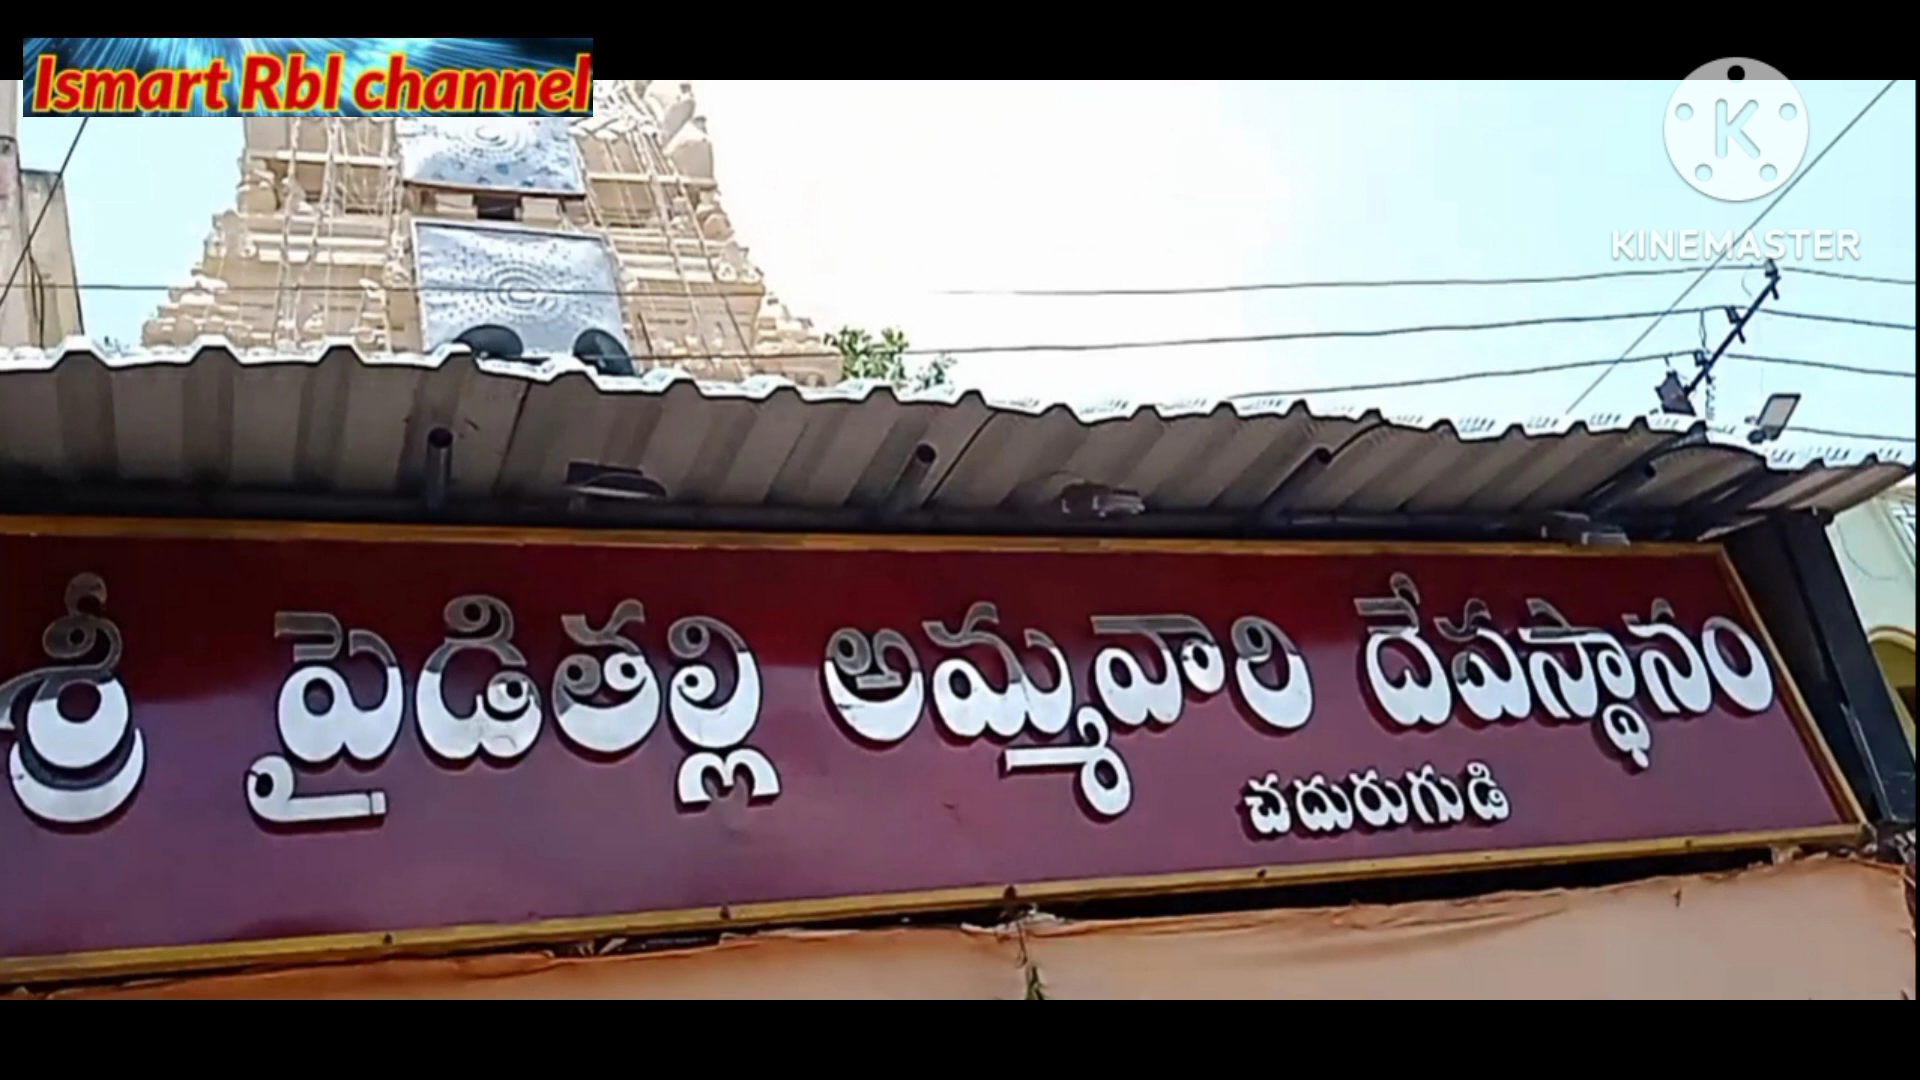 Ismart Rbl channel
K
KINEMASTER
శ్రీ పైడితల్లి అమ్మవారి దేవస్థానం
చదురుగుడి